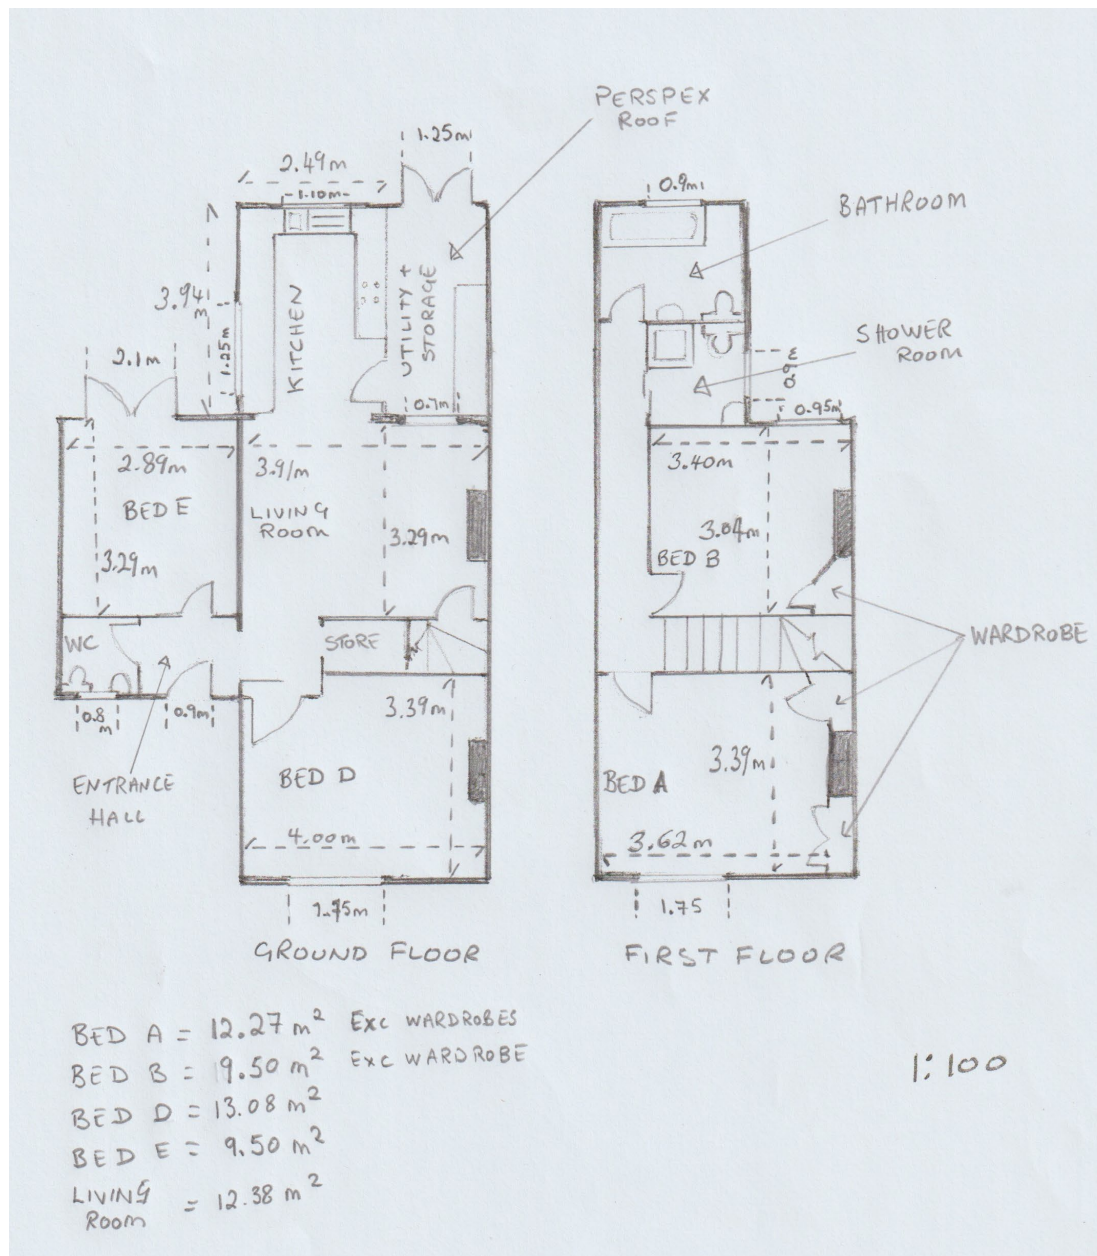 PERSPEX
ROOF
1.25m
2.49m
1.10m
0.9m
BATHROOM
3.94
m
1.25m
KITCHEN
UTILITY +
STORAGE
SHOWER
ROOM
0.9m
2.1m
0.7m
0.95m
2.89m
3.91m
3.40m
BED E
LIVING
ROOM
3.29m
3.29m
3.04m
BED B
WC
STORE
WARDROBE
0.8
m
0.9m
3.39m
3.39m
ENTRANCE
HALL
BED D
BED A
4.00m
3.62m
1.75m
1.75
GROUND FLOOR
FIRST FLOOR
BED A = 12.27 m² EXC WARDROBES
BED B = 9.50 m² EXC WARDROBE
BED D = 13.08 m²
BED E = 9.50 m²
LIVING
ROOM = 12.38 m²
1:100